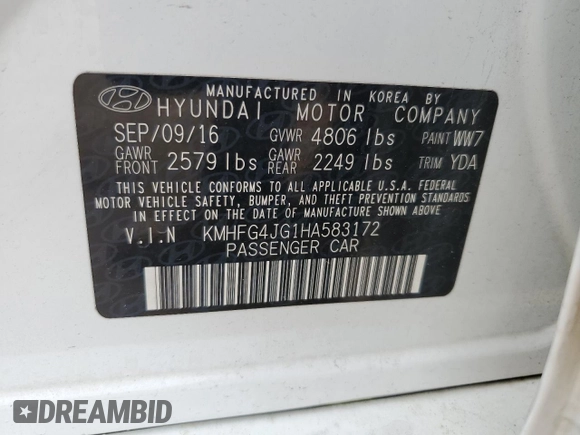 MANUFACTURED IN KOREA BY
HYUNDAI MOTOR COMPANY
SEP/09/16 GVWR 4806 lbs PAINT WW7
GAWR FRONT 2579 lbs GAWR REAR 2249 lbs TRIM YDA
THIS VEHICLE CONFORMS TO ALL APPLICABLE U.S.A. FEDERAL
MOTOR VEHICLE SAFETY, BUMPER, AND THEFT PREVENTION STANDARDS
IN EFFECT ON THE DATE OF MANUFACTURE SHOWN ABOVE
V.I.N KMHFG4JG1HA583172
PASSENGER CAR
DREAMBID